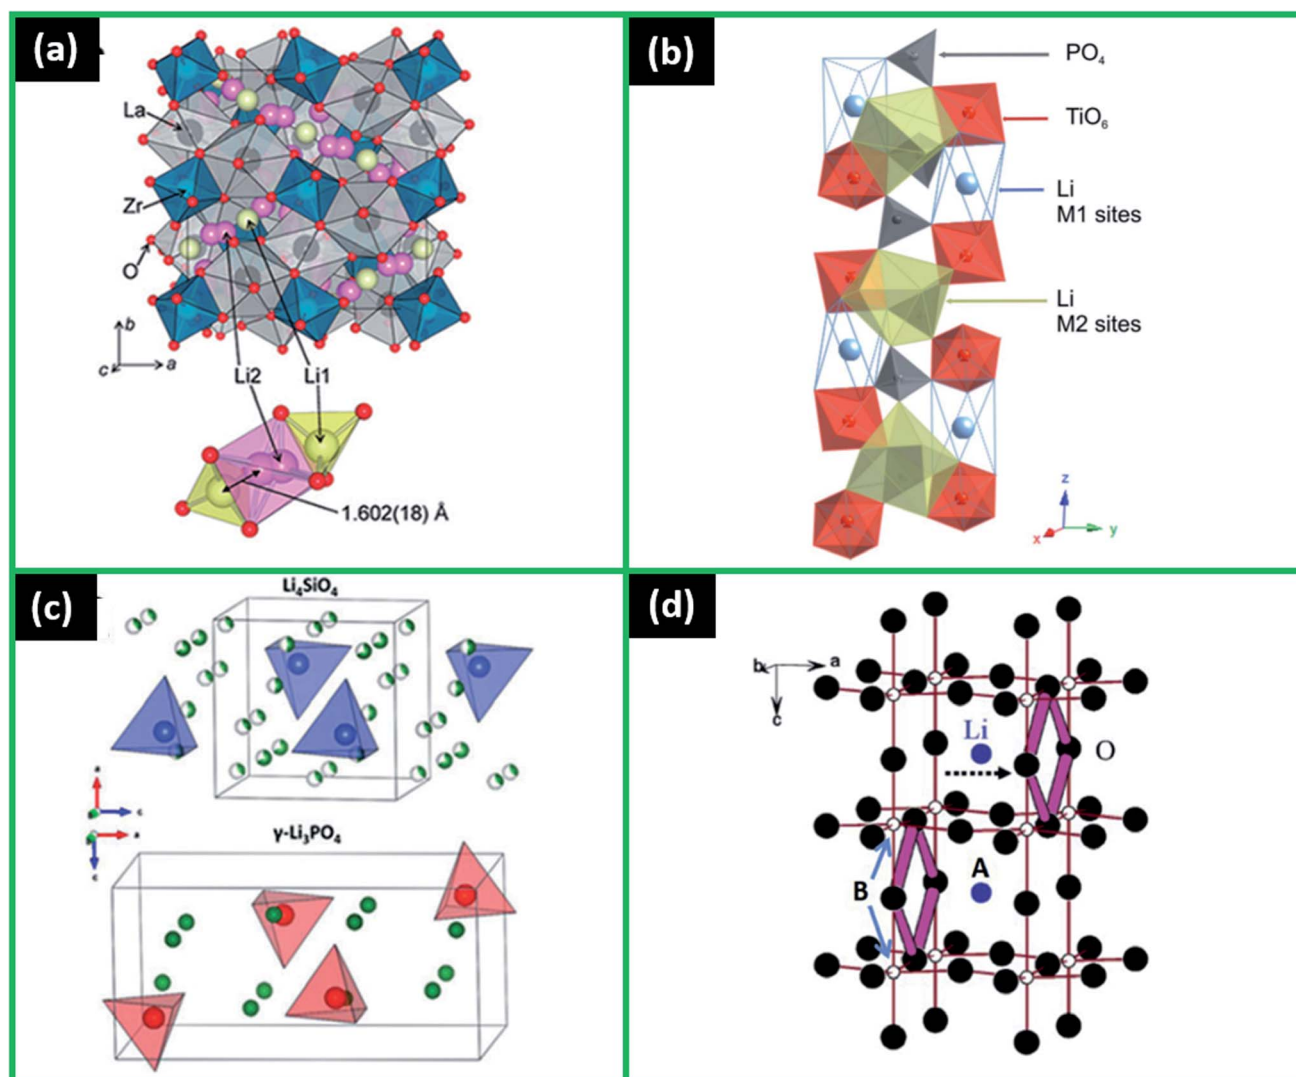 (a)
La
Zr
O
b
c
a
Li2
Li1
1.602(18) Å
(b)
PO₄
TiO₆
Li
M1 sites
Li
M2 sites
z
x
y
(c)
Li₄SiO₄
a
c
a
c
γ-Li₃PO₄
(d)
b
a
c
Li
O
A
B